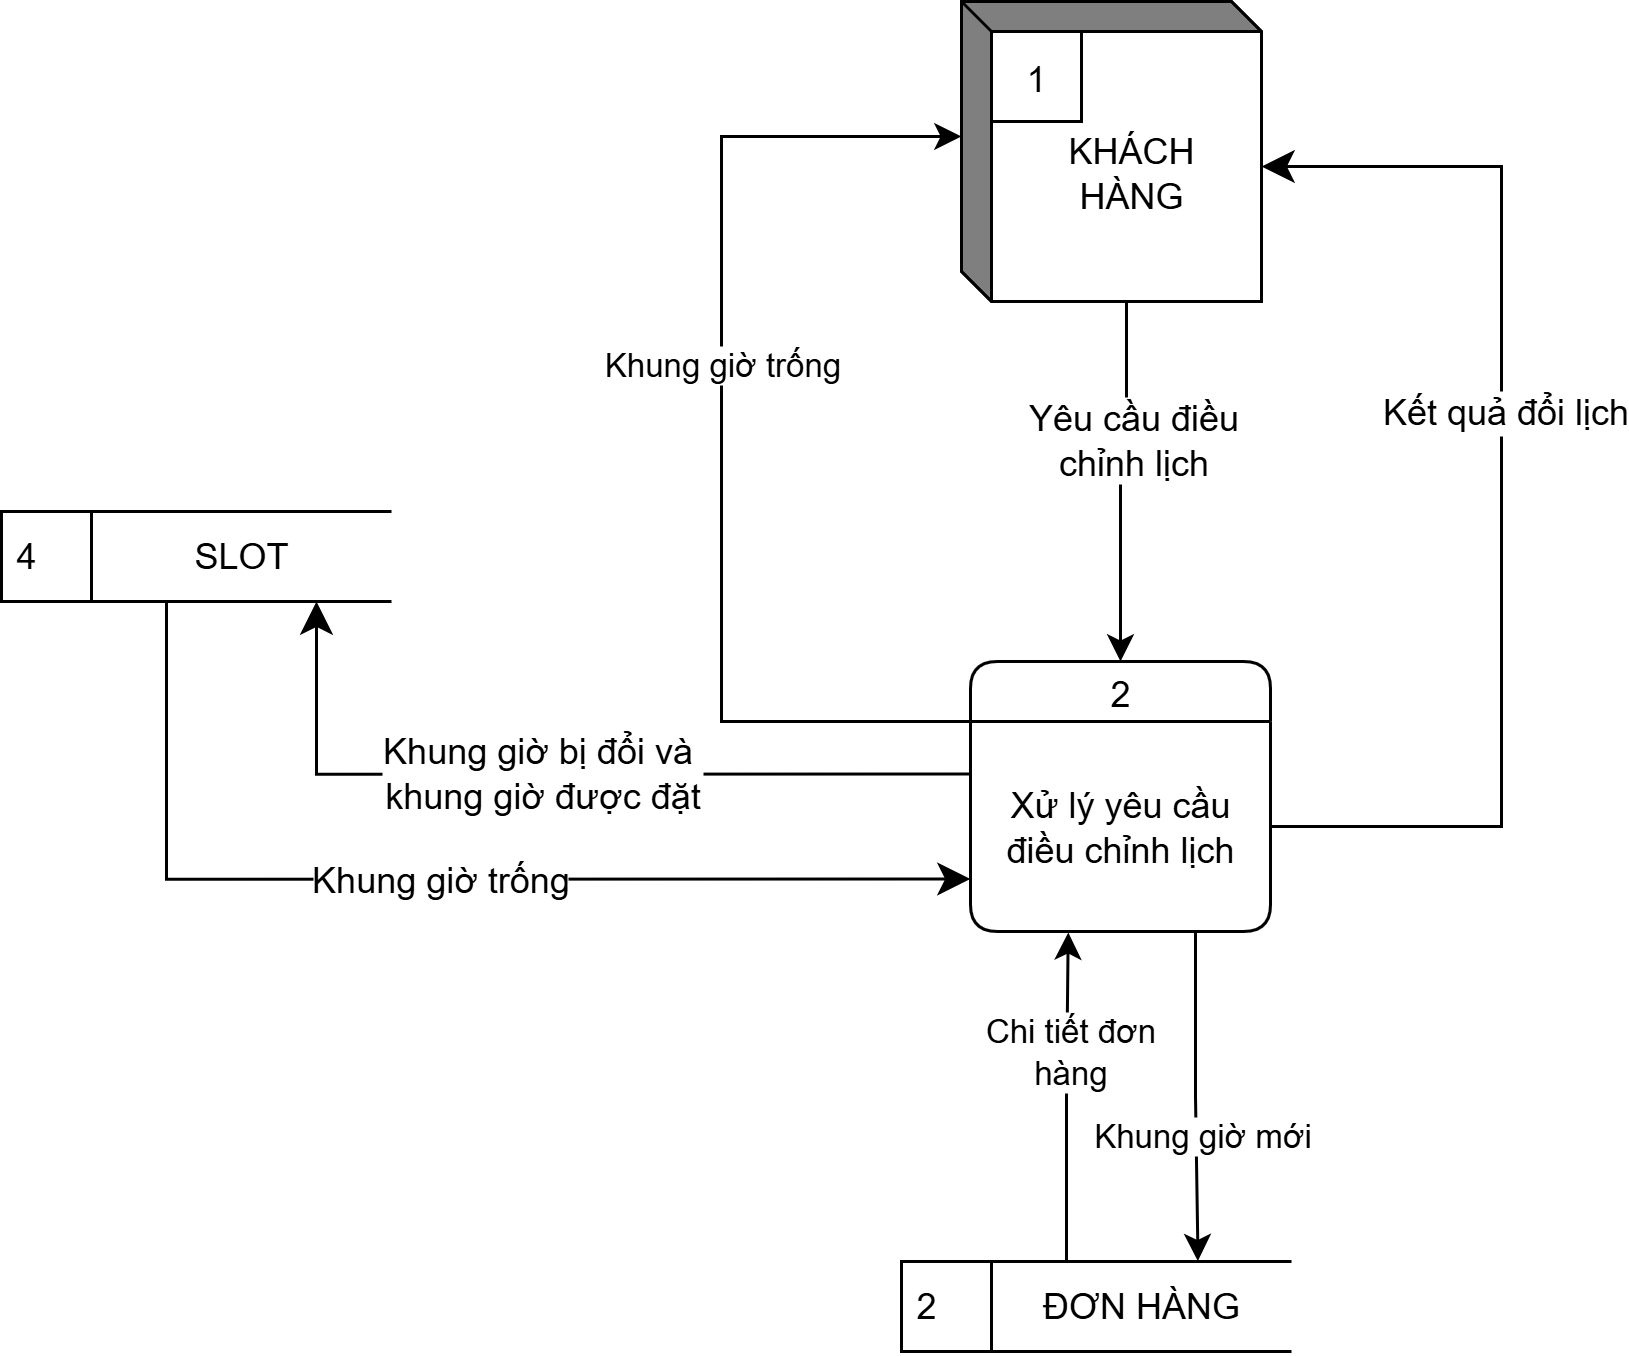 1
KHÁCH
HÀNG
Khung giờ trống
Yêu cầu điều
chỉnh lịch
Kết quả đổi lịch
4
SLOT
2
Khung giờ bị đổi và
khung giờ được đặt
Xử lý yêu cầu
điều chỉnh lịch
Khung giờ trống
Chi tiết đơn
hàng
Khung giờ mới
2
ĐƠN HÀNG